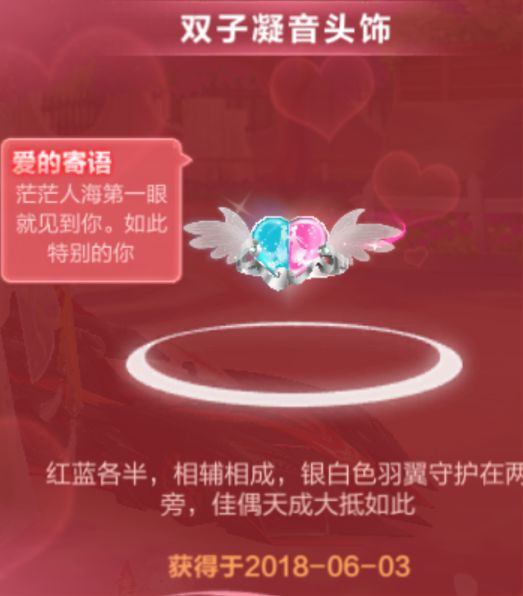 双子凝音头饰
爱的寄语
茫茫人海第一眼
就见到你。如此
特别的你
红蓝各半，相辅相成，银白色羽翼守护在两
旁，佳偶天成大抵如此
获得于2018-06-03